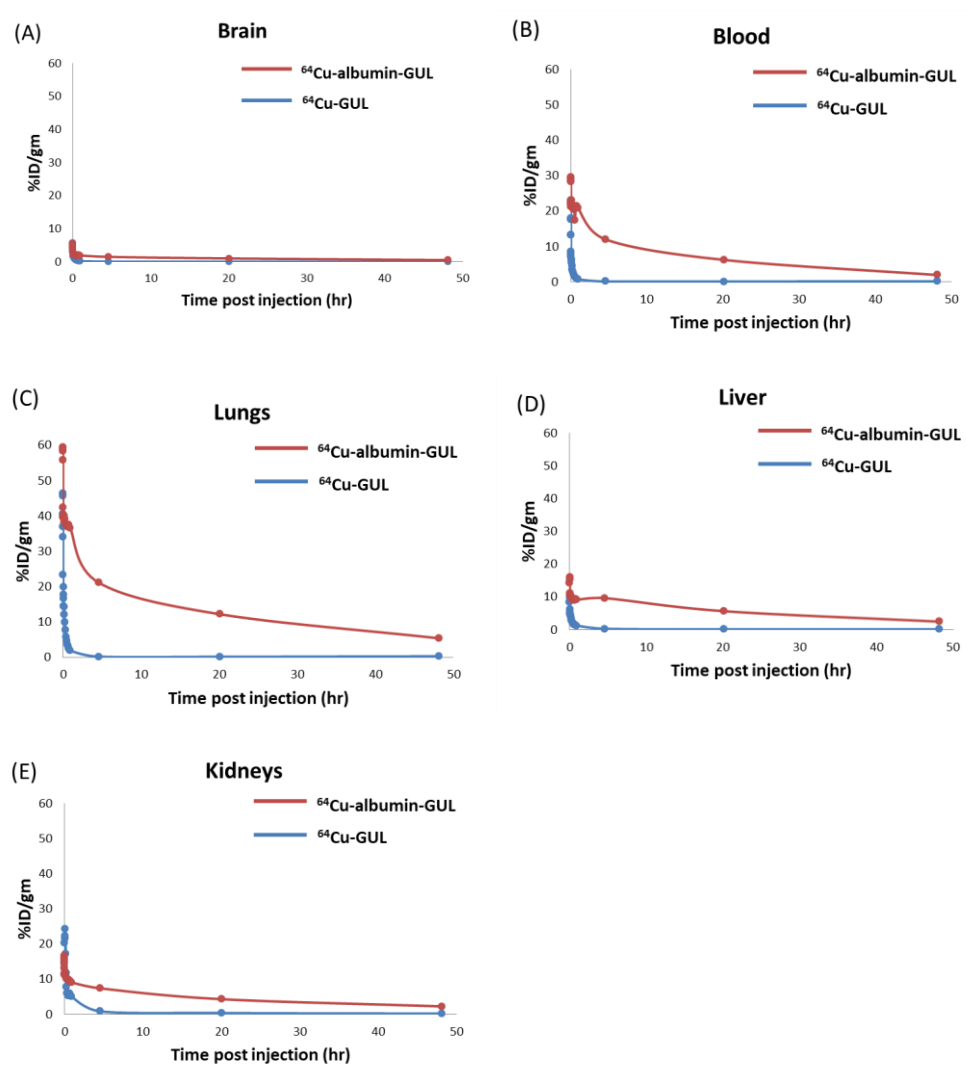 (A)
Brain
⁶⁴Cu-albumin-GUL
⁶⁴Cu-GUL
%ID/gm
60
50
40
30
20
10
0
0 10 20 30 40 50
Time post injection (hr)
(B)
Blood
⁶⁴Cu-albumin-GUL
⁶⁴Cu-GUL
%ID/gm
60
50
40
30
20
10
0
0 10 20 30 40 50
Time post injection (hr)
(C)
Lungs
⁶⁴Cu-albumin-GUL
⁶⁴Cu-GUL
%ID/gm
60
50
40
30
20
10
0
0 10 20 30 40 50
Time post injection (hr)
(D)
Liver
⁶⁴Cu-albumin-GUL
⁶⁴Cu-GUL
%ID/gm
60
50
40
30
20
10
0
0 10 20 30 40 50
Time post injection (hr)
(E)
Kidneys
⁶⁴Cu-albumin-GUL
⁶⁴Cu-GUL
%ID/gm
60
50
40
30
20
10
0
0 10 20 30 40 50
Time post injection (hr)